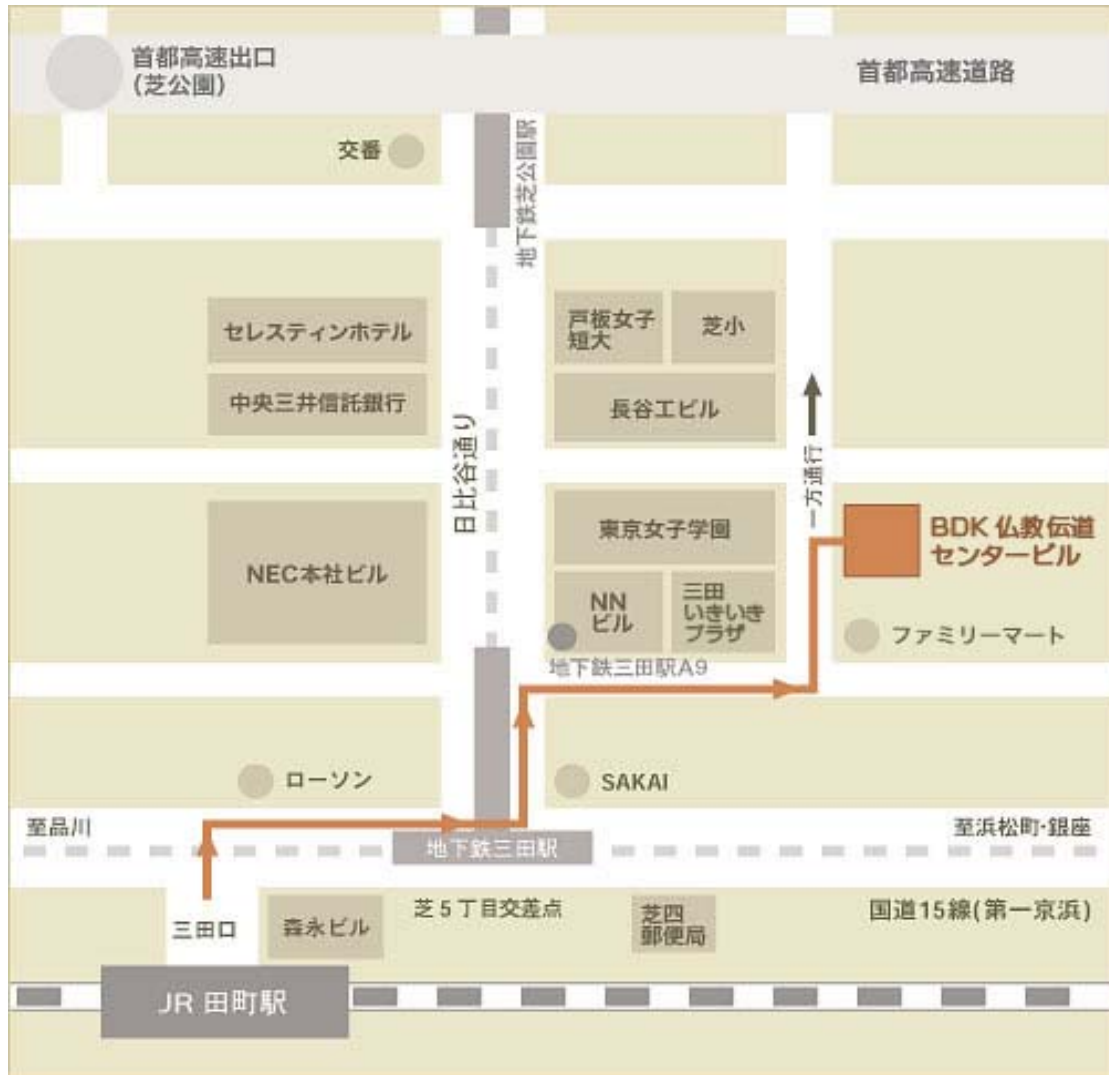 首都高速出口
(芝公園)
首都高速道路
交番
地下鉄芝公園駅
セレスティンホテル
戸板女子
短大
芝小
中央三井信託銀行
長谷工ビル
日比谷通り
一方通行
NEC本社ビル
東京女子学園
BDK 仏教伝道
センタービル
NN
ビル
三田
いきいき
プラザ
ファミリーマート
地下鉄三田駅A9
ローソン
SAKAI
至品川
至浜松町・銀座
地下鉄三田駅
三田口
森永ビル
芝5丁目交差点
芝四
郵便局
国道15線(第一京浜)
JR 田町駅